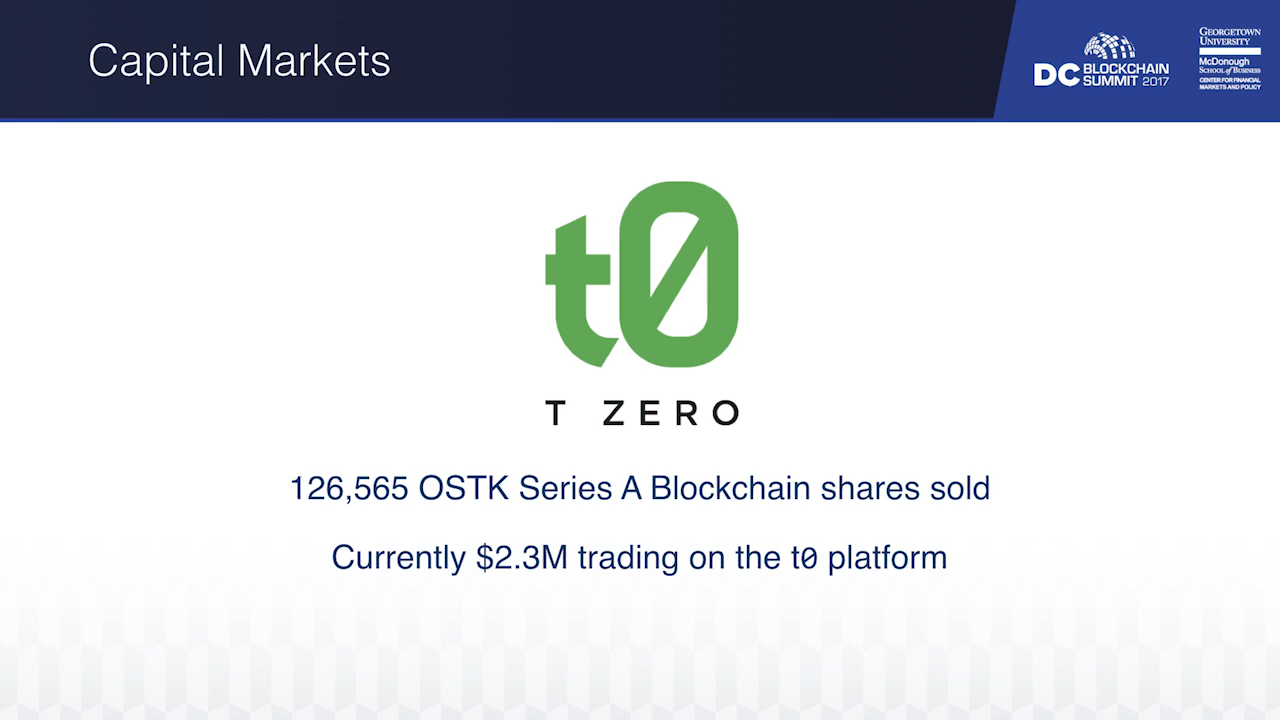 Capital Markets
DC BLOCKCHAIN SUMMIT 2017
GEORGETOWN
UNIVERSITY
McDonough
SCHOOL of BUSINESS
CENTER FOR FINANCIAL
MARKETS AND POLICY
t0
T ZERO
126,565 OSTK Series A Blockchain shares sold
Currently $2.3M trading on the t0 platform